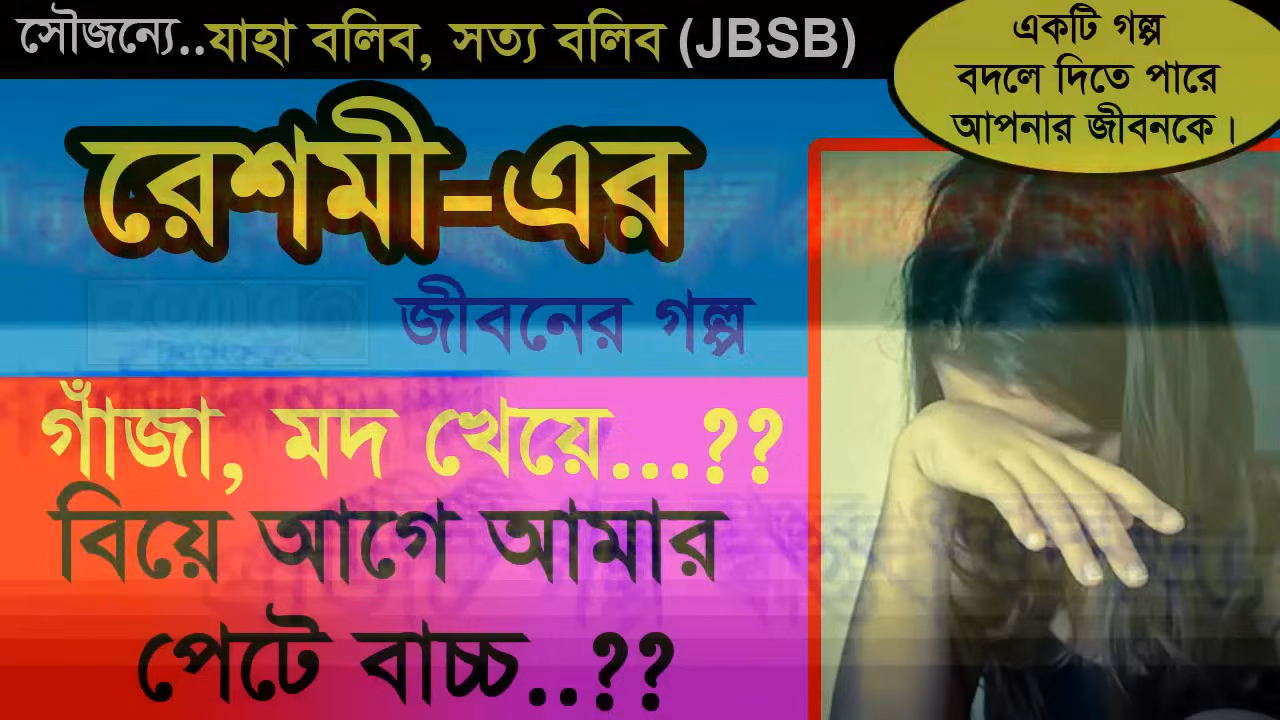 সৌজন্যে..যাহা বলিব, সত্য বলিব (JBSB)
একটি গল্প
বদলে দিতে পারে
আপনার জীবনকে।
রেশমী-এর
জীবনের গল্প
গাঁজা, মদ খেয়ে...??
বিয়ে আগে আমার
পেটে বাচ্চ..??